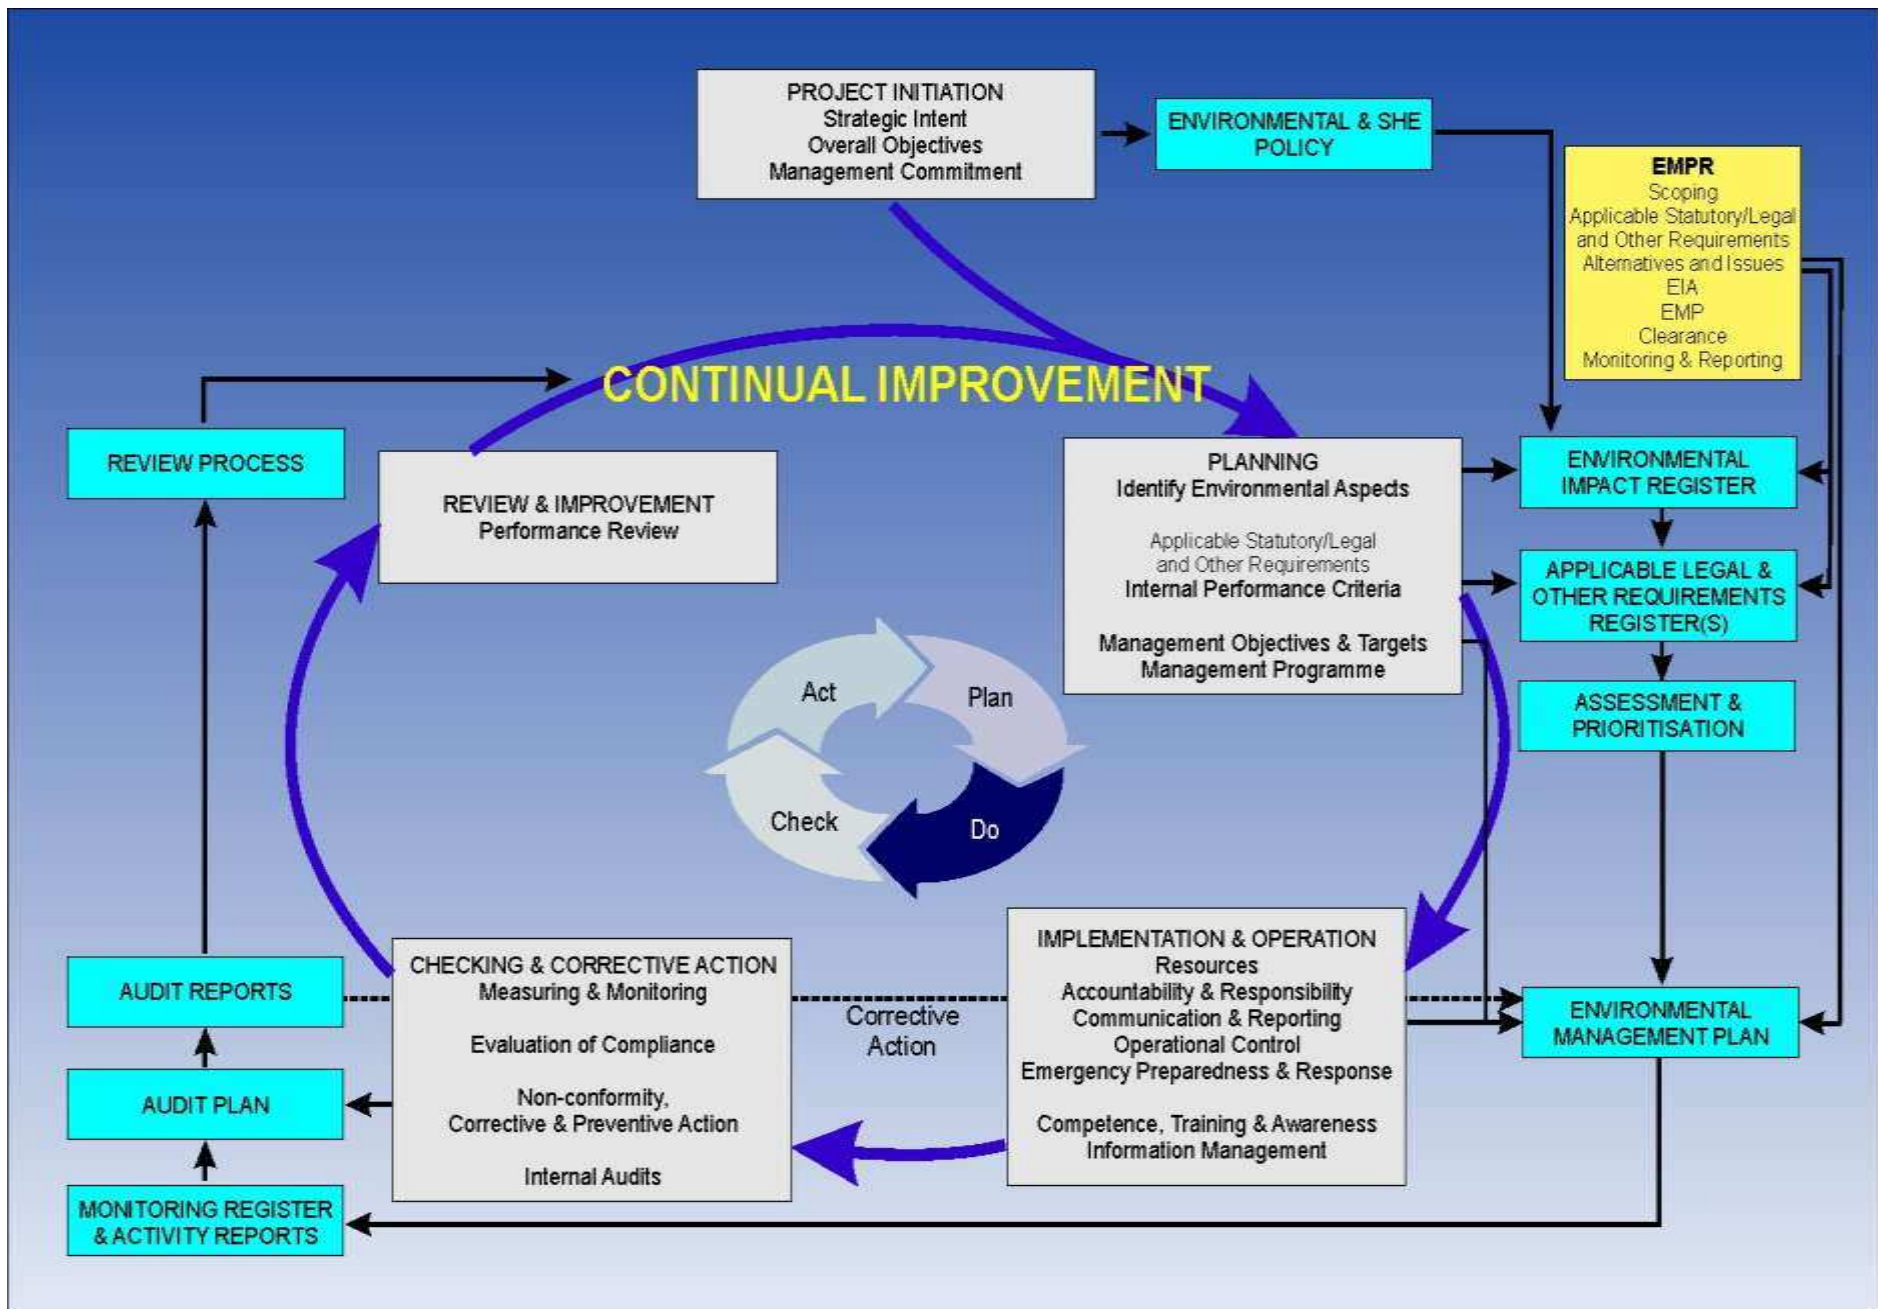 PROJECT INITIATION
Strategic Intent
Overall Objectives
Management Commitment
ENVIRONMENTAL & SHE
POLICY
EMPR
Scoping
Applicable Statutory/Legal
and Other Requirements
Alternatives and Issues
EIA
EMP
Clearance
Monitoring & Reporting
CONTINUAL IMPROVEMENT
REVIEW PROCESS
REVIEW & IMPROVEMENT
Performance Review
PLANNING
Identify Environmental Aspects
Applicable Statutory/Legal
and Other Requirements
Internal Performance Criteria
Management Objectives & Targets
Management Programme
ENVIRONMENTAL
IMPACT REGISTER
APPLICABLE LEGAL &
OTHER REQUIREMENTS
REGISTER(S)
ASSESSMENT &
PRIORITISATION
Act
Plan
Check
Do
AUDIT REPORTS
AUDIT PLAN
MONITORING REGISTER
& ACTIVITY REPORTS
CHECKING & CORRECTIVE ACTION
Measuring & Monitoring
Evaluation of Compliance
Non-conformity,
Corrective & Preventive Action
Internal Audits
Corrective
Action
IMPLEMENTATION & OPERATION
Resources
Accountability & Responsibility
Communication & Reporting
Operational Control
Emergency Preparedness & Response
Competence, Training & Awareness
Information Management
ENVIRONMENTAL
MANAGEMENT PLAN